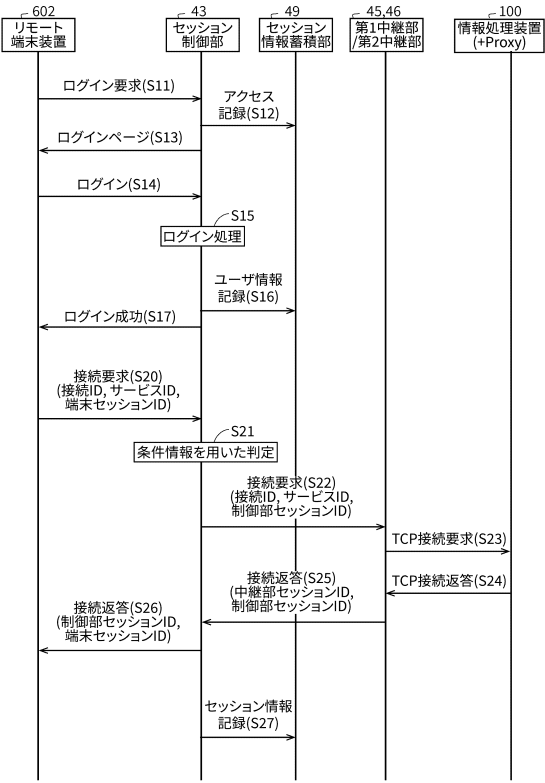 602
43
49
45,46
100
リモート
端末装置
セッション
制御部
セッション
情報蓄積部
第1中継部
/第2中継部
情報処理装置
(+Proxy)
ログイン要求(S11)
アクセス
記録(S12)
ログインページ(S13)
ログイン(S14)
S15
ログイン処理
ユーザ情報
記録(S16)
ログイン成功(S17)
接続要求(S20)
(接続ID, サービスID,
端末セッションID)
S21
条件情報を用いた判定
接続要求(S22)
(接続ID, サービスID,
制御部セッションID)
TCP接続要求(S23)
接続返答(S25)
(中継部セッションID,
制御部セッションID)
TCP接続返答(S24)
接続返答(S26)
(制御部セッションID,
端末セッションID)
セッション情報
記録(S27)